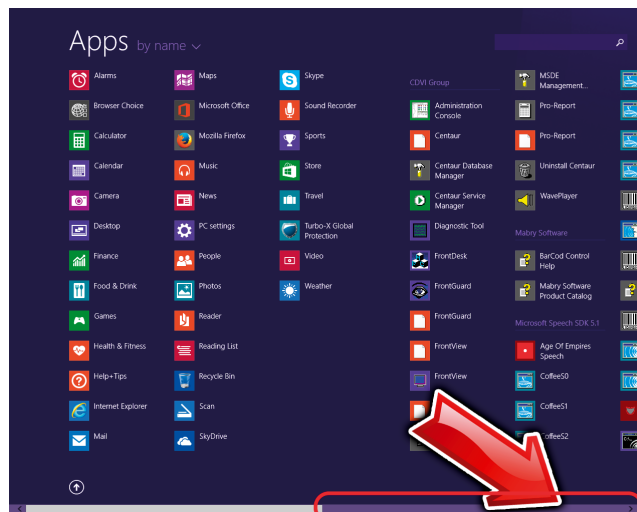 Apps by name
Alarms
Browser Choice
Calculator
Calendar
Camera
Desktop
Finance
Food & Drink
Games
Health & Fitness
Help+Tips
Internet Explorer
Mail
Maps
Microsoft Office
Mozilla Firefox
Music
News
PC settings
People
Photos
Reader
Reading List
Recycle Bin
Scan
SkyDrive
Skype
Sound Recorder
Sports
Store
Travel
Turbo-X Global
Protection
Video
Weather
CDVI Group
Administration
Console
Centaur
Centaur Database
Manager
Centaur Service
Manager
Diagnostic Tool
FrontDesk
FrontGuard
FrontGuard
FrontView
FrontView
MSDE
Management...
Pro-Report
Pro-Report
Uninstall Centaur
WavePlayer
Mabry Software
BarCod Control
Help
Mabry Software
Product Catalog
Microsoft Speech SDK 5.1
Age Of Empires
Speech
CoffeeS0
CoffeeS1
CoffeeS2